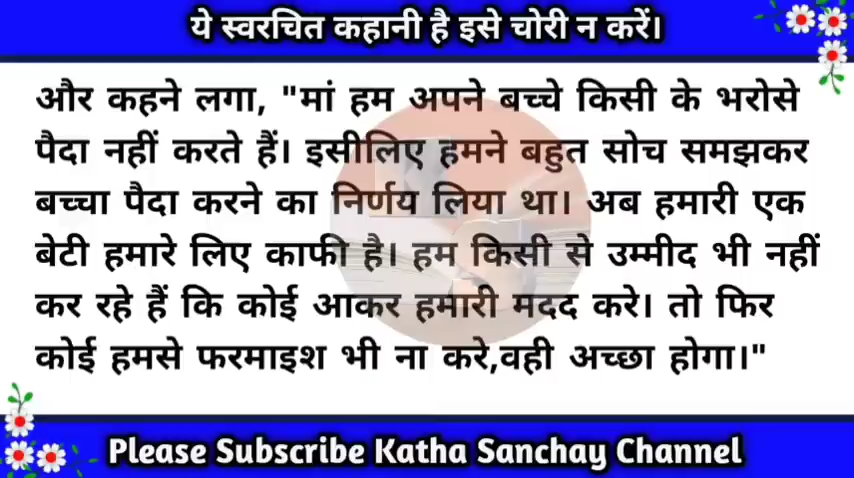 ये स्वरचित कहानी है इसे चोरी न करें।
और कहने लगा, "मां हम अपने बच्चे किसी के भरोसे
पैदा नहीं करते हैं। इसीलिए हमने बहुत सोच समझकर
बच्चा पैदा करने का निर्णय लिया था। अब हमारी एक
बेटी हमारे लिए काफी है। हम किसी से उम्मीद भी नहीं
कर रहे हैं कि कोई आकर हमारी मदद करे। तो फिर
कोई हमसे फरमाइश भी ना करे,वही अच्छा होगा।"
Please Subscribe Katha Sanchay Channel